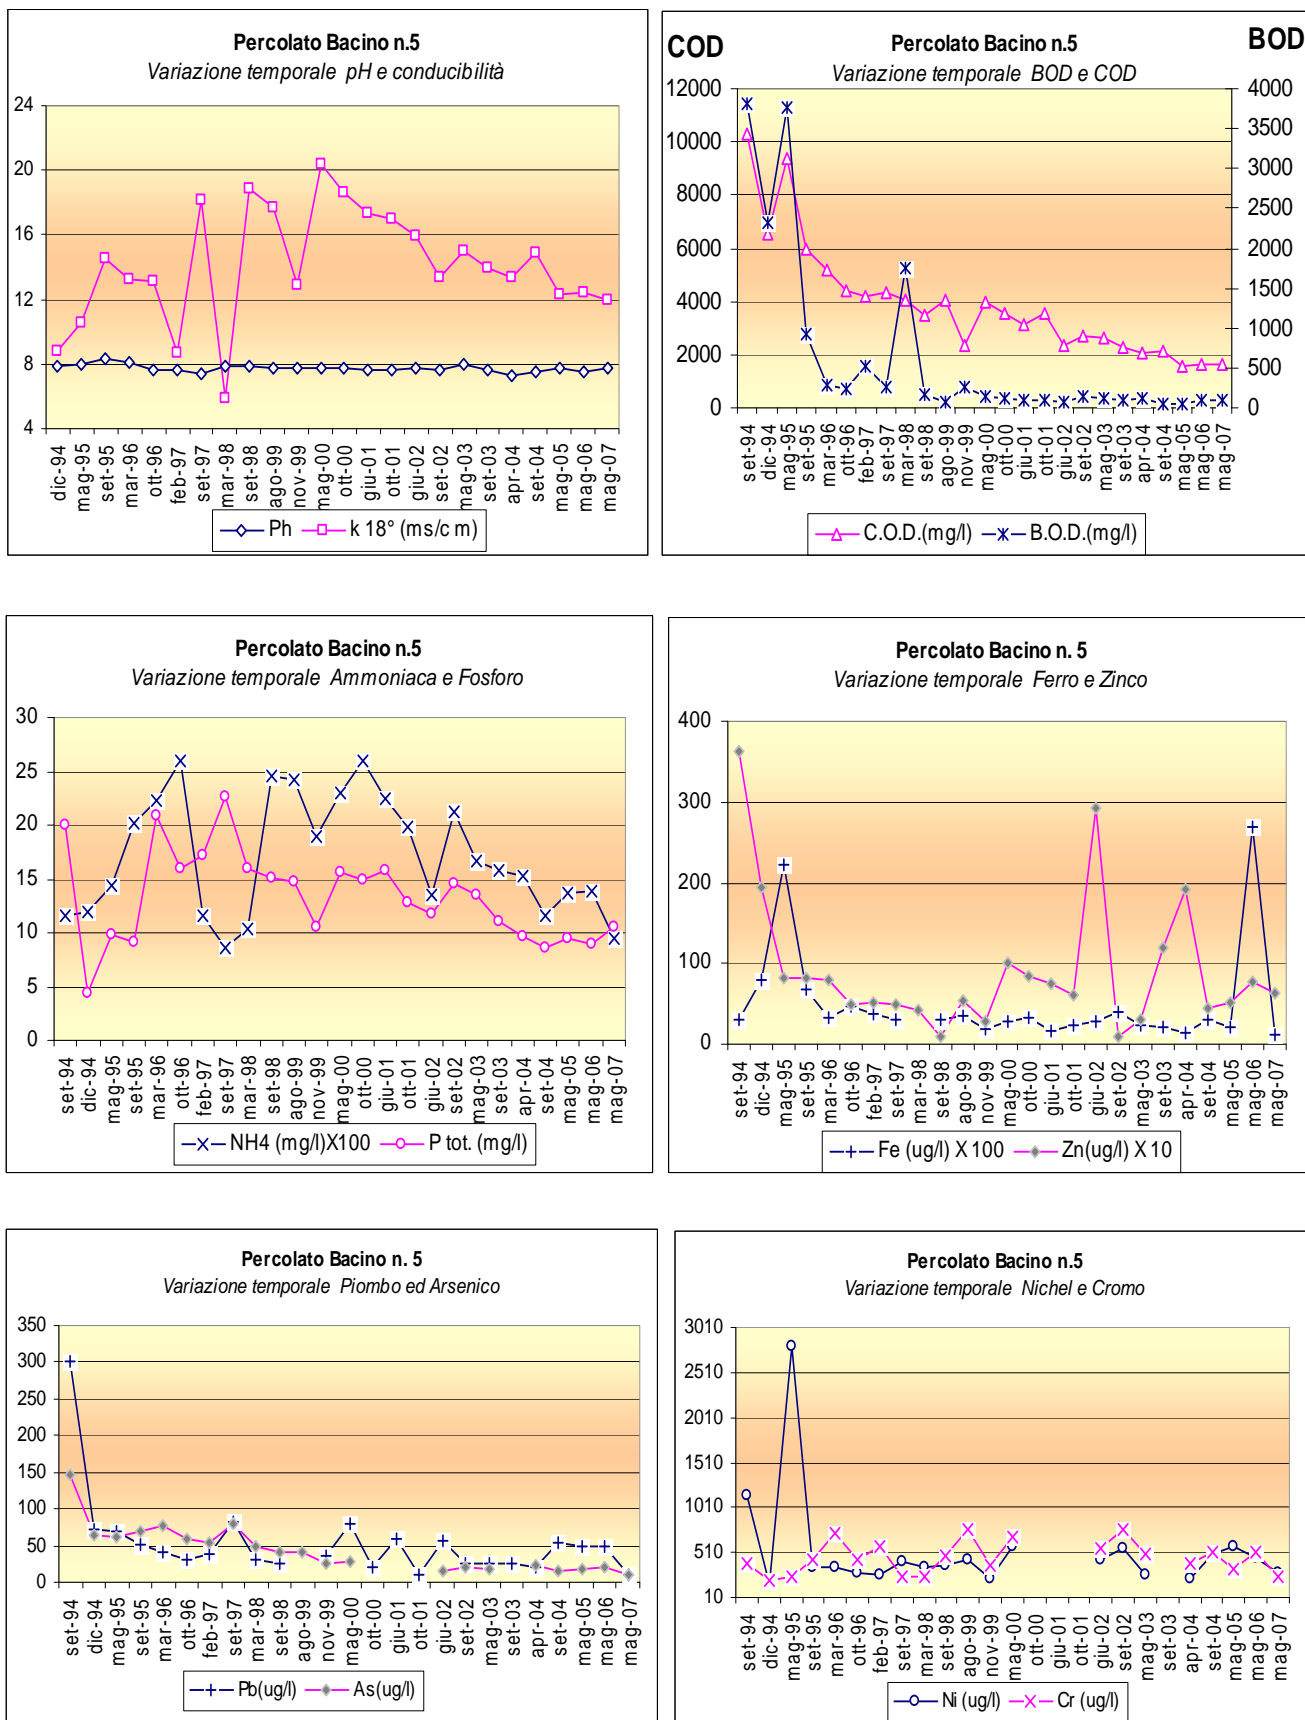 Percolato Bacino n.5
Variazione temporale pH e conducibilità
24
20
16
12
8
4
dic-94
mag-95
set-95
mar-96
ott-96
feb-97
set-97
mar-98
set-98
ago-99
nov-99
mag-00
ott-00
giu-01
ott-01
giu-02
set-02
mag-03
set-03
apr-04
set-04
mag-05
mag-06
mag-07
Ph
k 18° (ms/c m)
COD
Percolato Bacino n.5
BOD
Variazione temporale BOD e COD
12000
10000
8000
6000
4000
2000
0
4000
3500
3000
2500
2000
1500
1000
500
0
set-94
dic-94
mag-95
set-95
mar-96
ott-96
feb-97
set-97
mar-98
set-98
ago-99
nov-99
mag-00
ott-00
giu-01
ott-01
giu-02
set-02
mag-03
set-03
apr-04
set-04
mag-05
mag-06
mag-07
C.O.D.(mg/l)
B.O.D.(mg/l)
Percolato Bacino n.5
Variazione temporale Ammoniaca e Fosforo
30
25
20
15
10
5
0
set-94
dic-94
mag-95
set-95
mar-96
ott-96
feb-97
set-97
mar-98
set-98
ago-99
nov-99
mag-00
ott-00
giu-01
ott-01
giu-02
set-02
mag-03
set-03
apr-04
set-04
mag-05
mag-06
mag-07
NH4 (mg/l)X100
P tot. (mg/l)
Percolato Bacino n. 5
Variazione temporale Ferro e Zinco
400
300
200
100
0
set-94
dic-94
mag-95
set-95
mar-96
ott-96
feb-97
set-97
mar-98
set-98
ago-99
nov-99
mag-00
ott-00
giu-01
ott-01
giu-02
set-02
mag-03
set-03
apr-04
set-04
mag-05
mag-06
mag-07
Fe (ug/l) X 100
Zn(ug/l) X 10
Percolato Bacino n. 5
Variazione temporale Piombo ed Arsenico
350
300
250
200
150
100
50
0
set-94
dic-94
mag-95
set-95
mar-96
ott-96
feb-97
set-97
mar-98
set-98
ago-99
nov-99
mag-00
ott-00
giu-01
ott-01
giu-02
set-02
mag-03
set-03
apr-04
set-04
mag-05
mag-06
mag-07
Pb(ug/l)
As(ug/l)
Percolato Bacino n.5
Variazione temporale Nichel e Cromo
3010
2510
2010
1510
1010
510
10
set-94
dic-94
mag-95
set-95
mar-96
ott-96
feb-97
set-97
mar-98
set-98
ago-99
nov-99
mag-00
ott-00
giu-01
ott-01
giu-02
set-02
mag-03
set-03
apr-04
set-04
mag-05
mag-06
mag-07
Ni (ug/l)
Cr (ug/l)